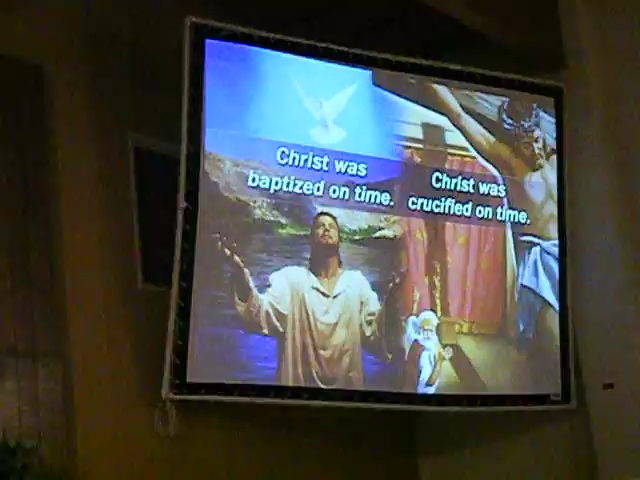 Christ was
baptized on time.
Christ was
crucified on time.